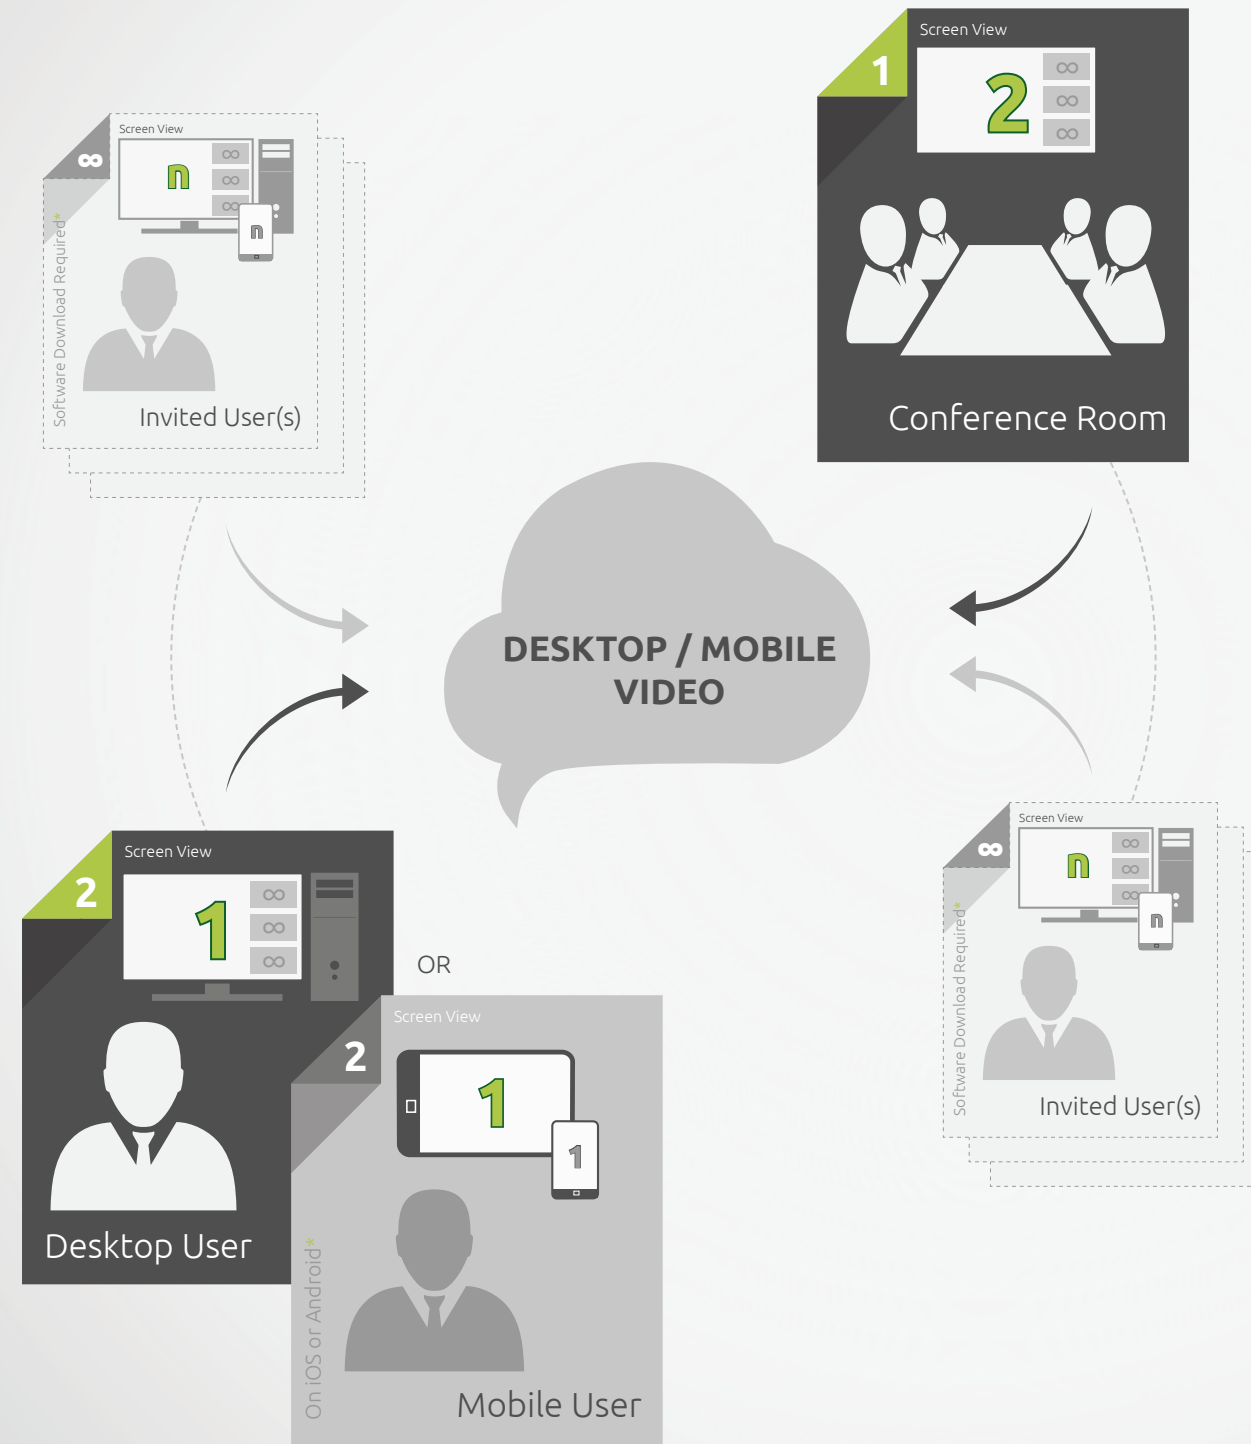 Screen View
1
2
∞
∞
∞
Conference Room
Screen View
∞
n
∞
∞
∞
n
Software Download Required*
Invited User(s)
DESKTOP / MOBILE
VIDEO
Screen View
2
1
∞
∞
∞
Desktop User
OR
Screen View
2
1
1
On iOS or Android*
Mobile User
Screen View
∞
n
∞
∞
∞
n
Software Download Required*
Invited User(s)